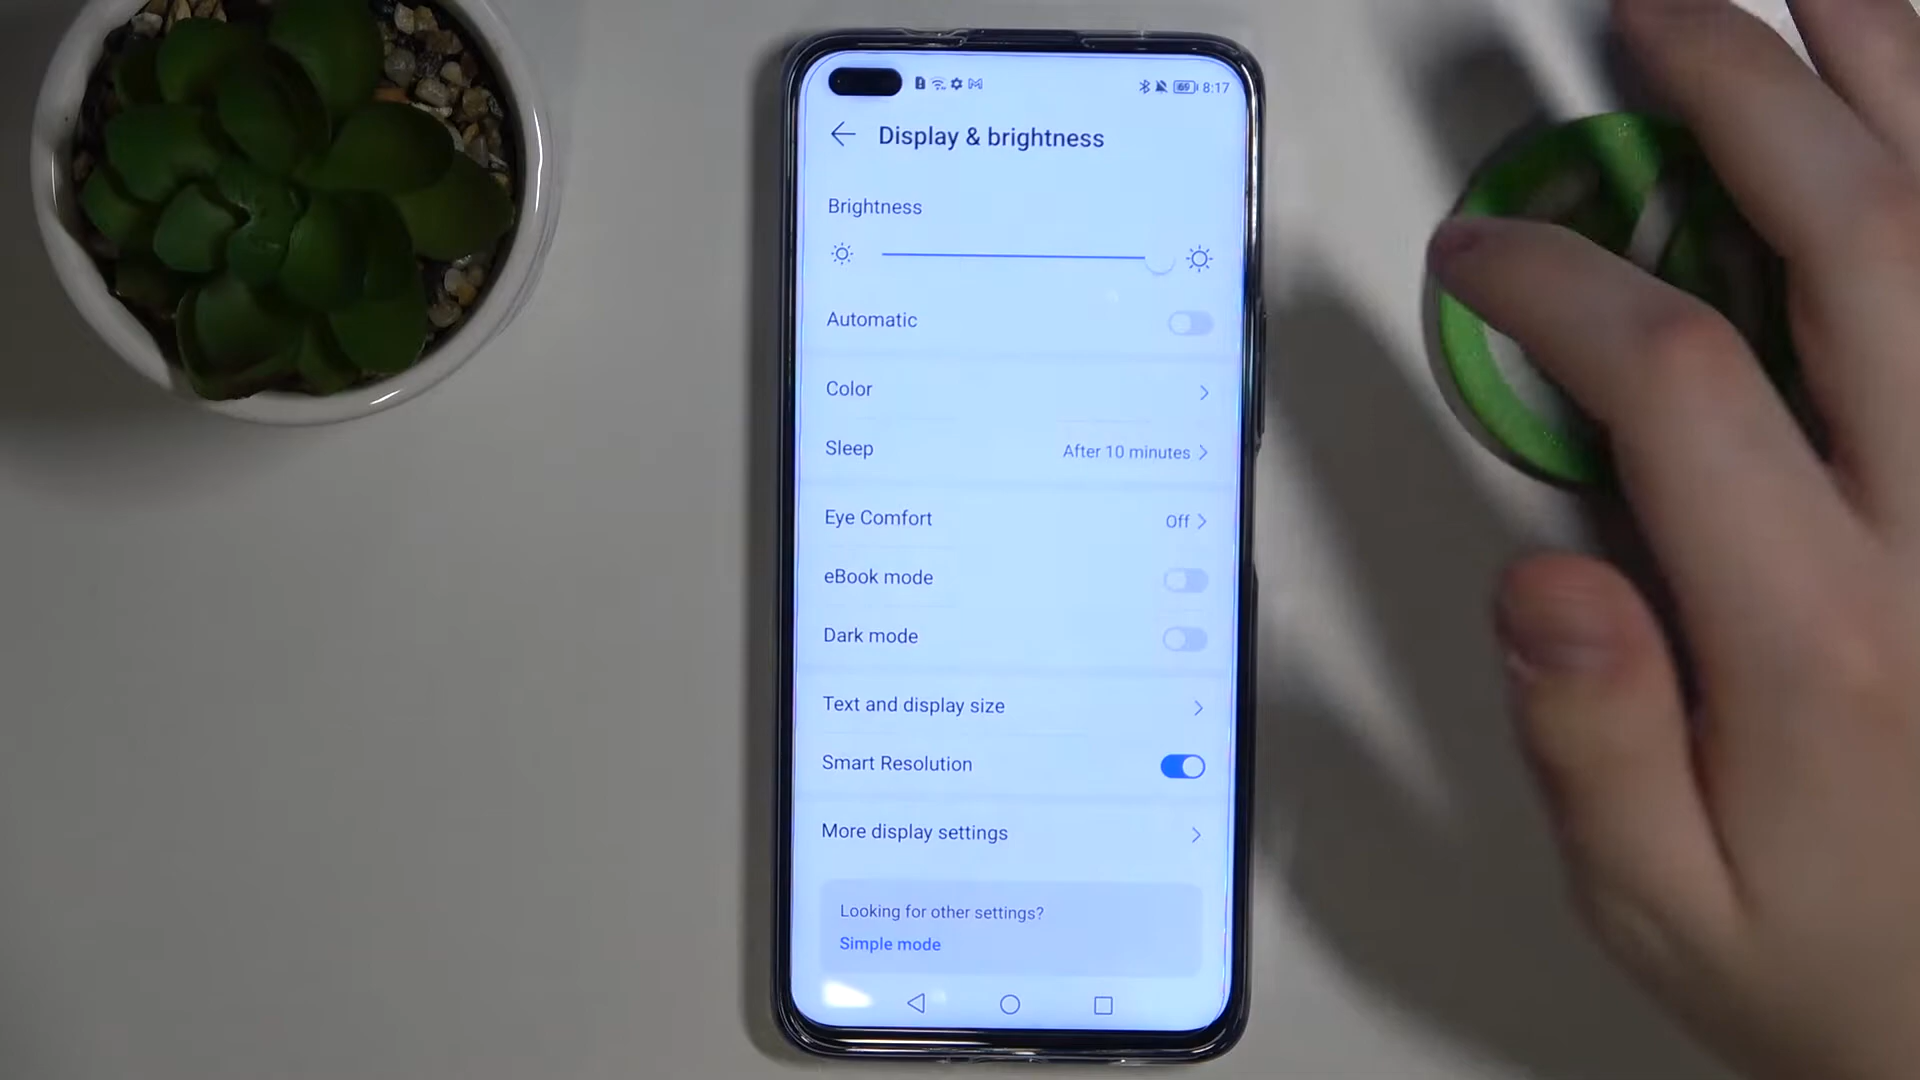 69 8:17
Display & brightness
Brightness
Automatic
Color
Sleep After 10 minutes
Eye Comfort Off
eBook mode
Dark mode
Text and display size
Smart Resolution
More display settings
Looking for other settings?
Simple mode